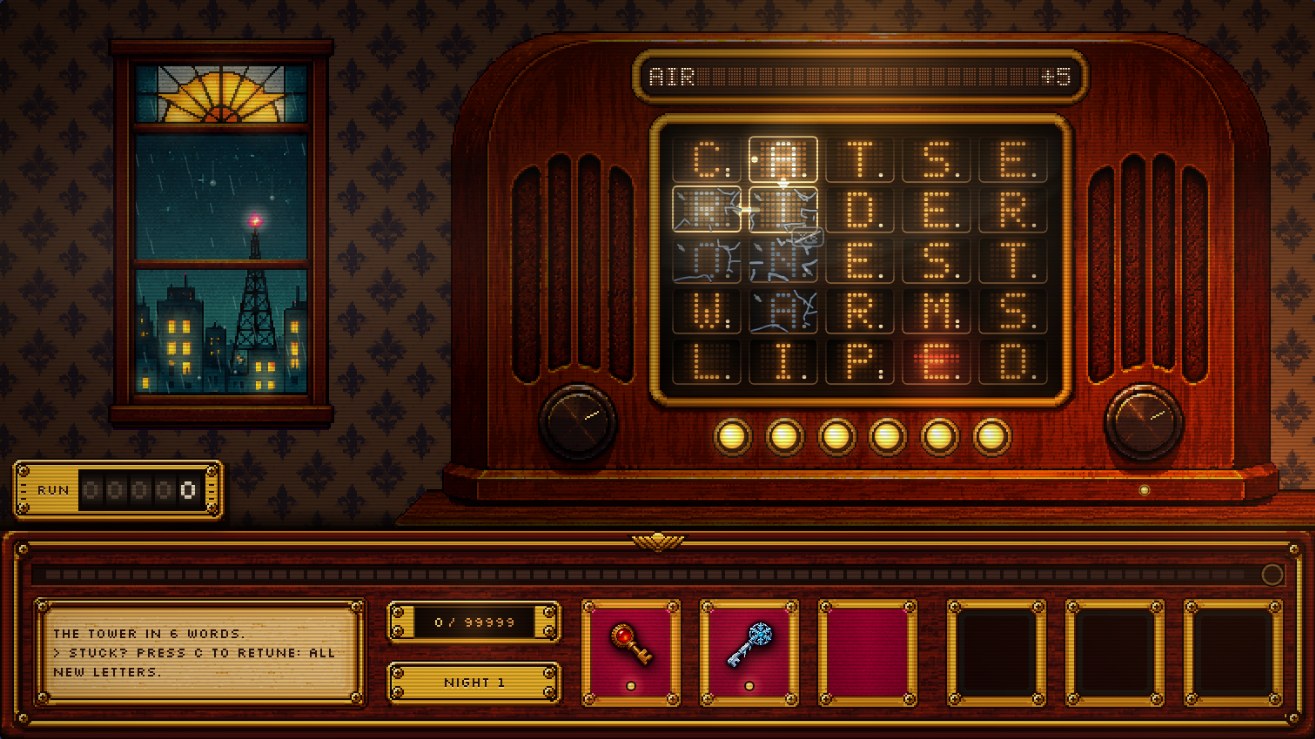 AIR +5
C. A. T. S. E.
R. I. D. E. R.
O. N. E. S. T.
W. A. R. M. S.
L. I. P. E. D.
RUN 00000
THE TOWER IN 6 WORDS.
> STUCK? PRESS C TO RETUNE: ALL
NEW LETTERS.
0 / 99999
NIGHT 1